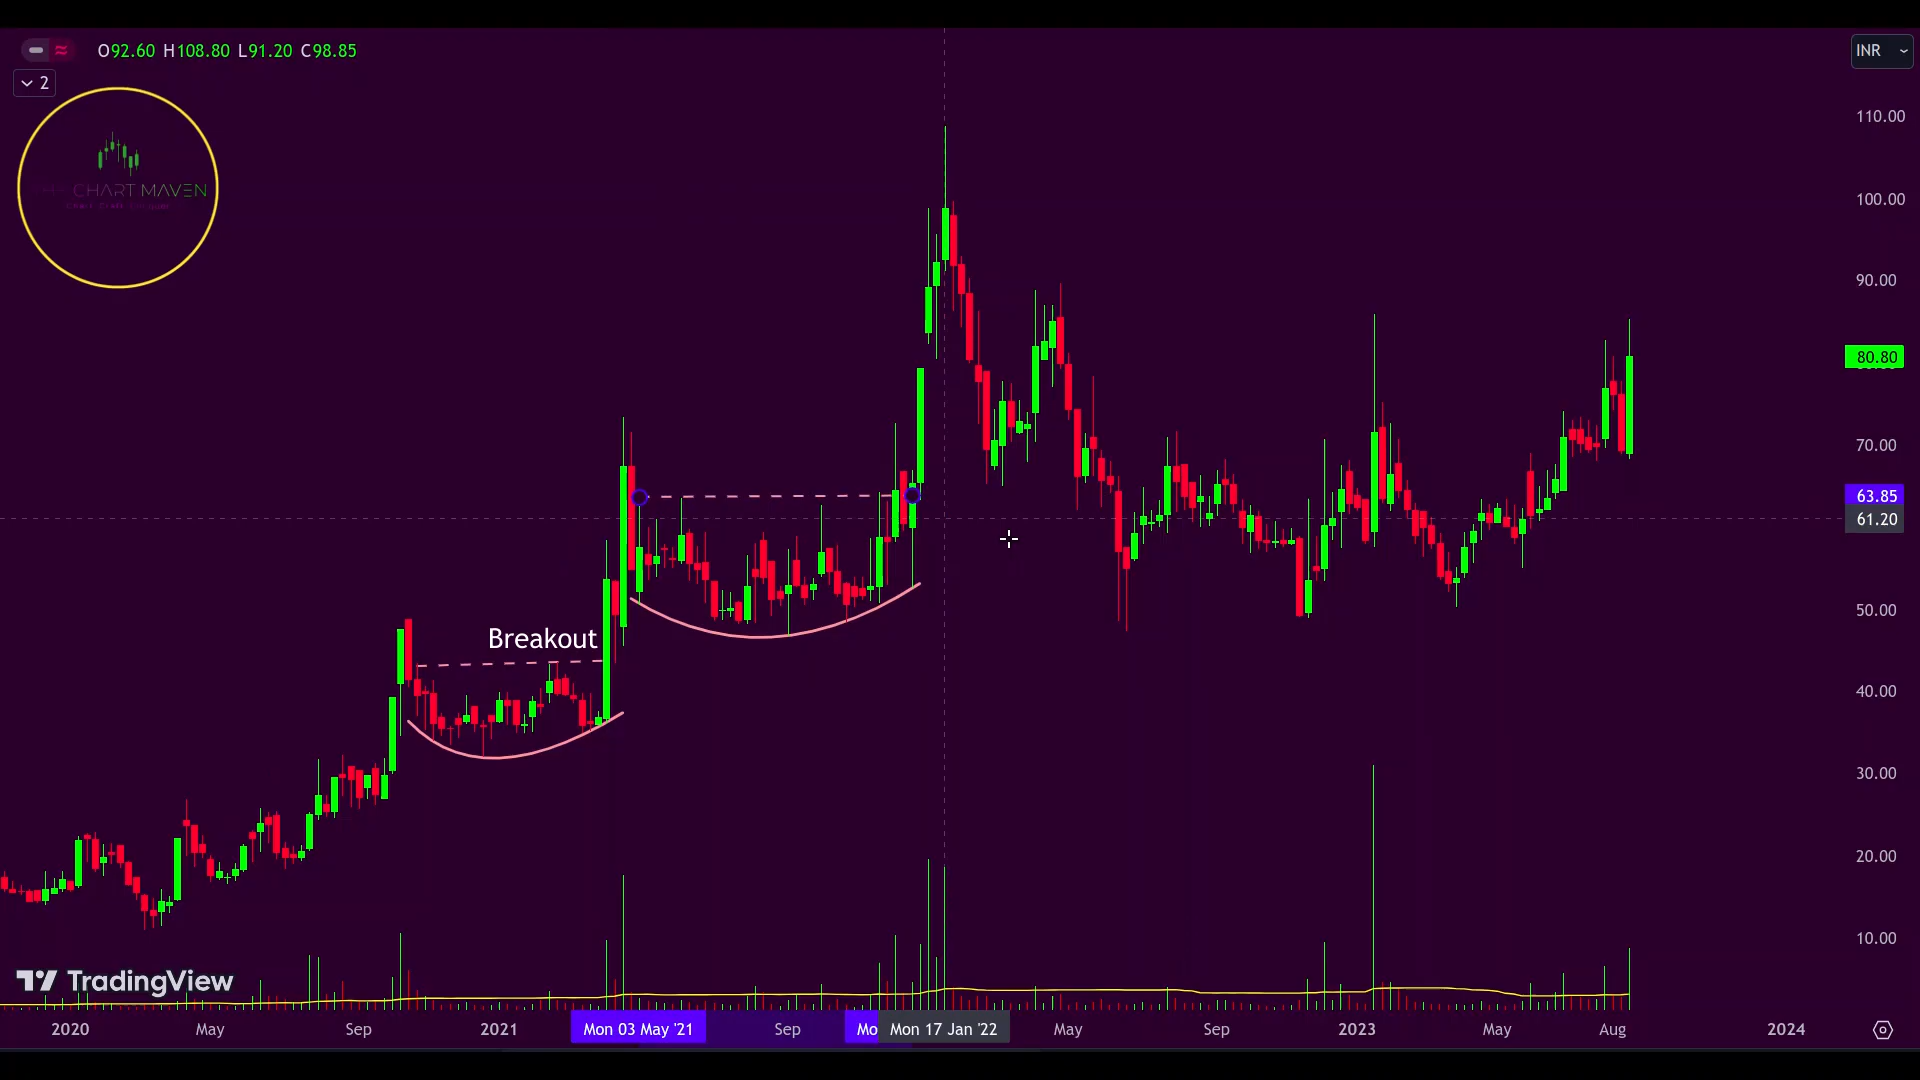 O92.60 H108.80 L91.20 C98.85
INR
2
CHART MAVEN
110.00
100.00
90.00
80.80
70.00
63.85
61.20
50.00
40.00
30.00
20.00
10.00
Breakout
TradingView
2020 May Sep 2021 Mon 03 May '21 Sep Mo Mon 17 Jan '22 May Sep 2023 May Aug 2024